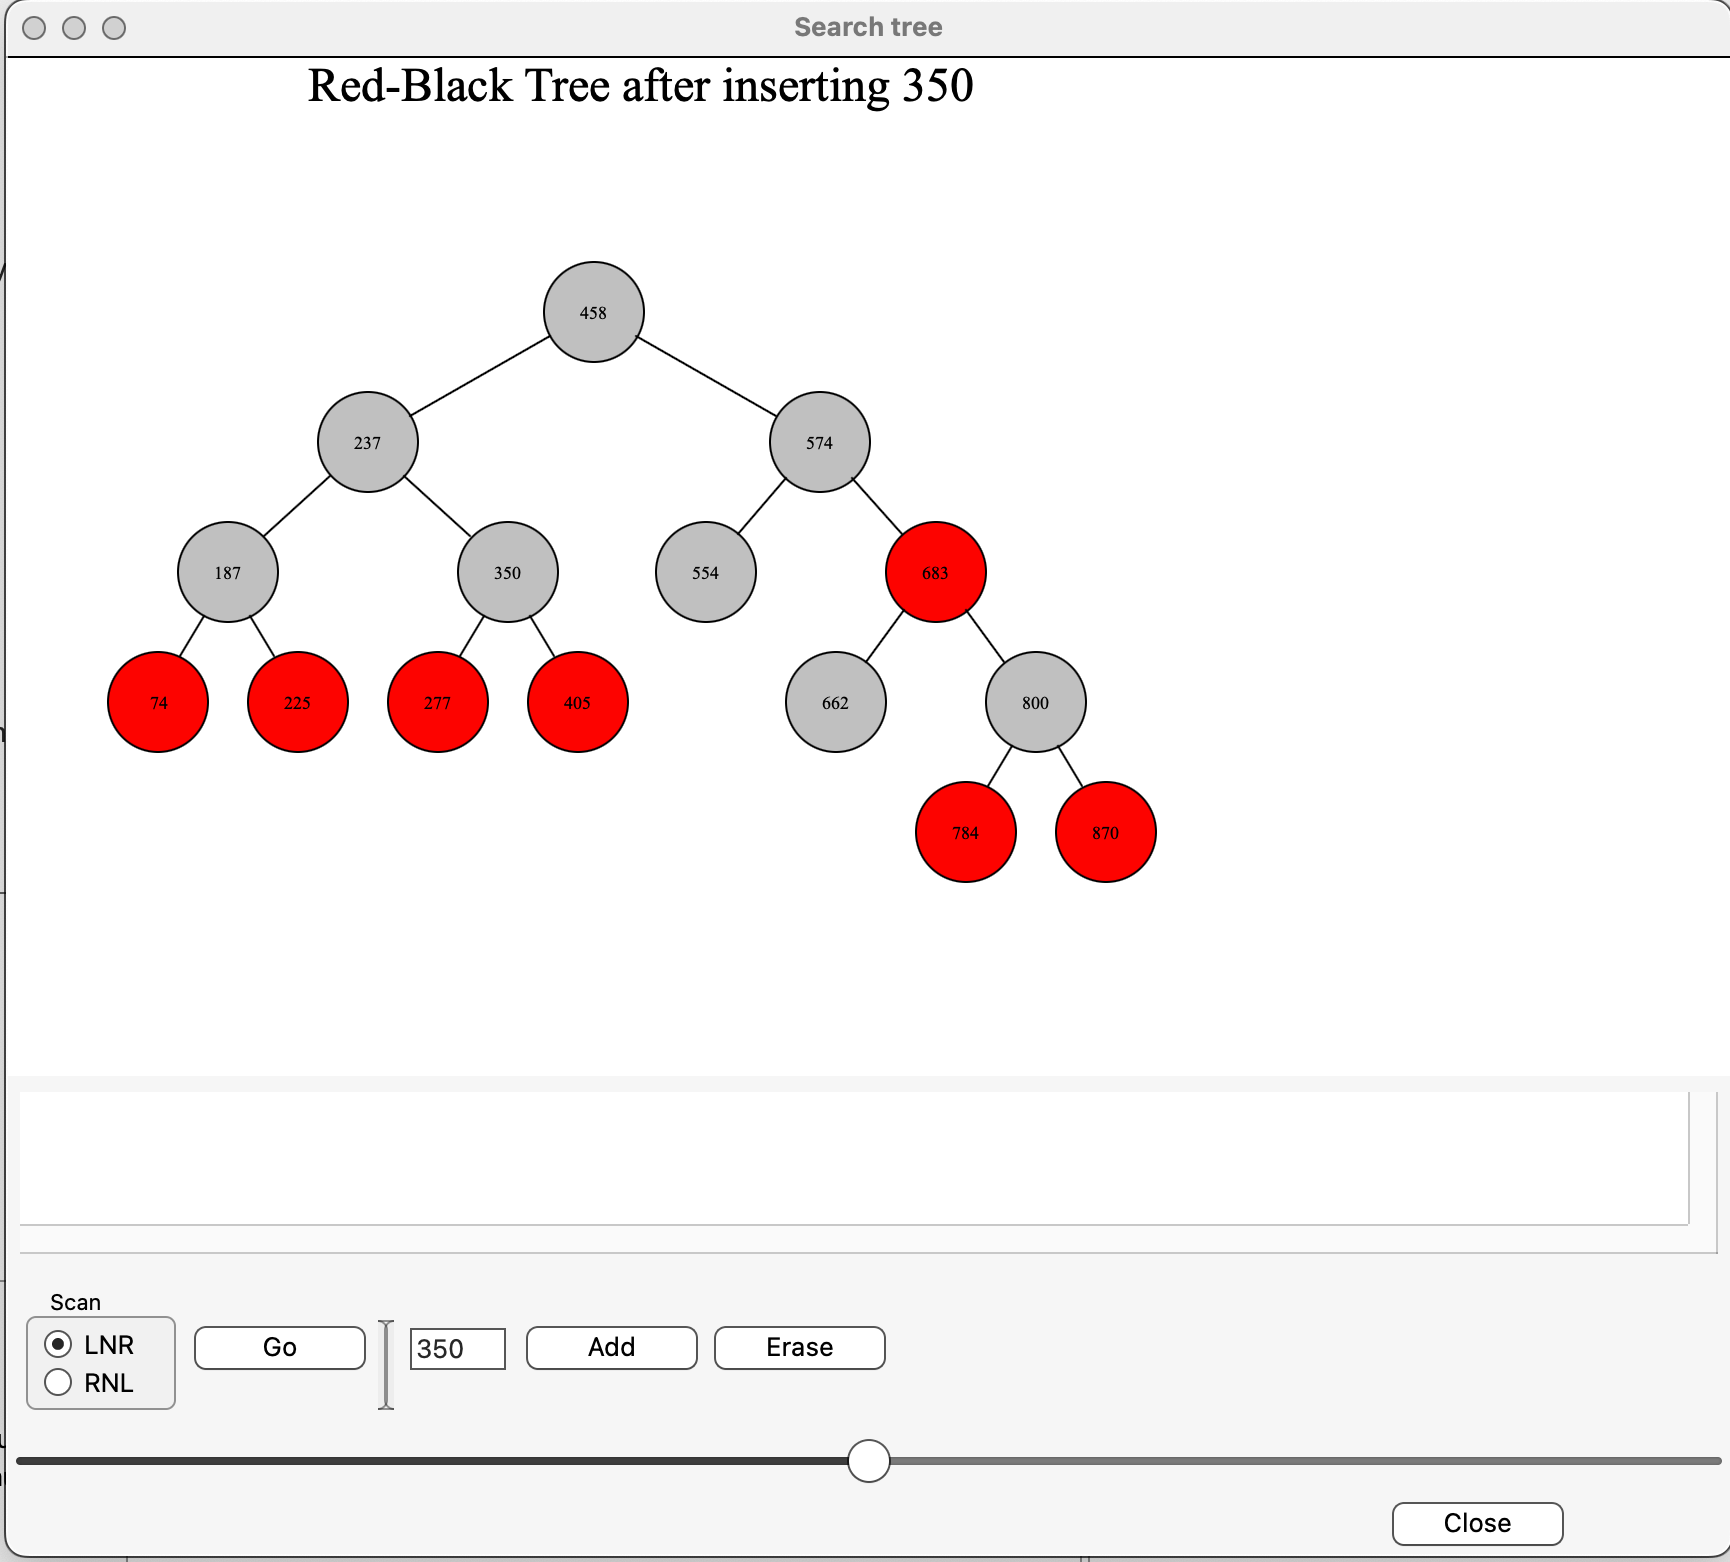 Search tree
Red-Black Tree after inserting 350
458
237 574
187 350 554 683
74 225 277 405 662 800
784 870
Scan
LNR
RNL
Go
350
Add
Erase
Close